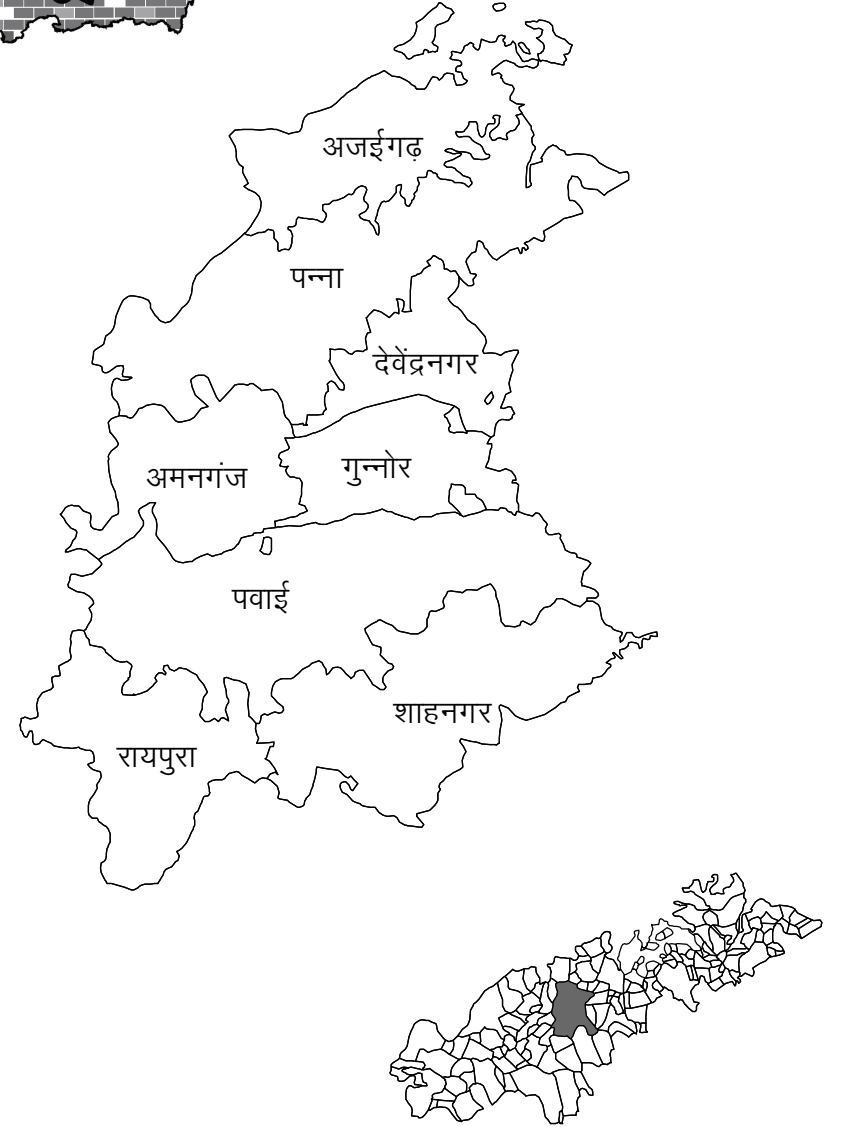 अजईगढ़
पन्ना
देवेंद्रनगर
अमनगंज
गुन्नोर
पवाई
शाहनगर
रायपुरा